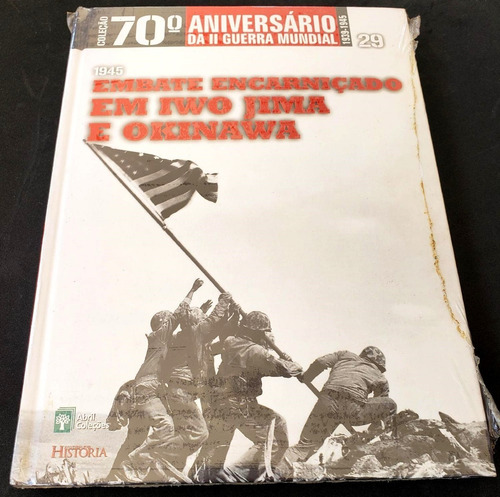 COLEÇÃO
70º
ANIVERSÁRIO
DA II GUERRA MUNDIAL
1939-1945
29
1945
EMBATE ENCARNIÇADO
EM IWO JIMA
E OKINAWA
Abril
Coleções
HISTÓRIA